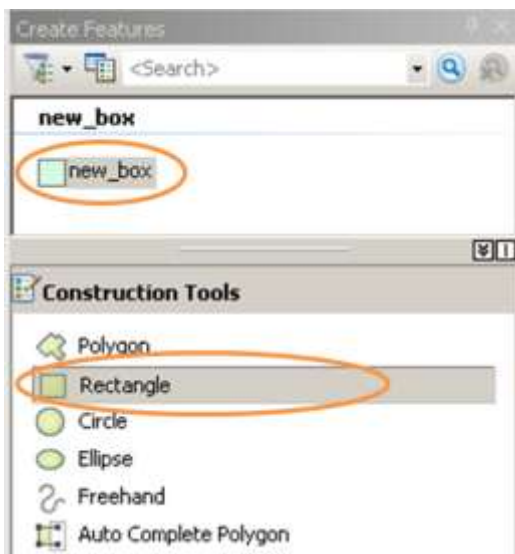 Create Features
<Search>
new_box
new_box
Construction Tools
Polygon
Rectangle
Circle
Ellipse
Freehand
Auto Complete Polygon